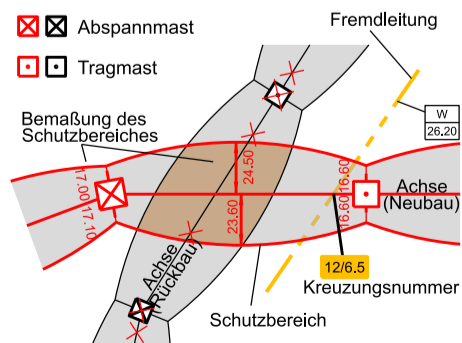 Abspannmast
Tragmast
Fremdleitung
W
26,20
Bemaßung des
Schutzbereiches
17.00
17.10
24.50
23.60
16.60
16.60
Achse
(Neubau)
Achse
(Rückbau)
12/6.5
Kreuzungsnummer
Schutzbereich